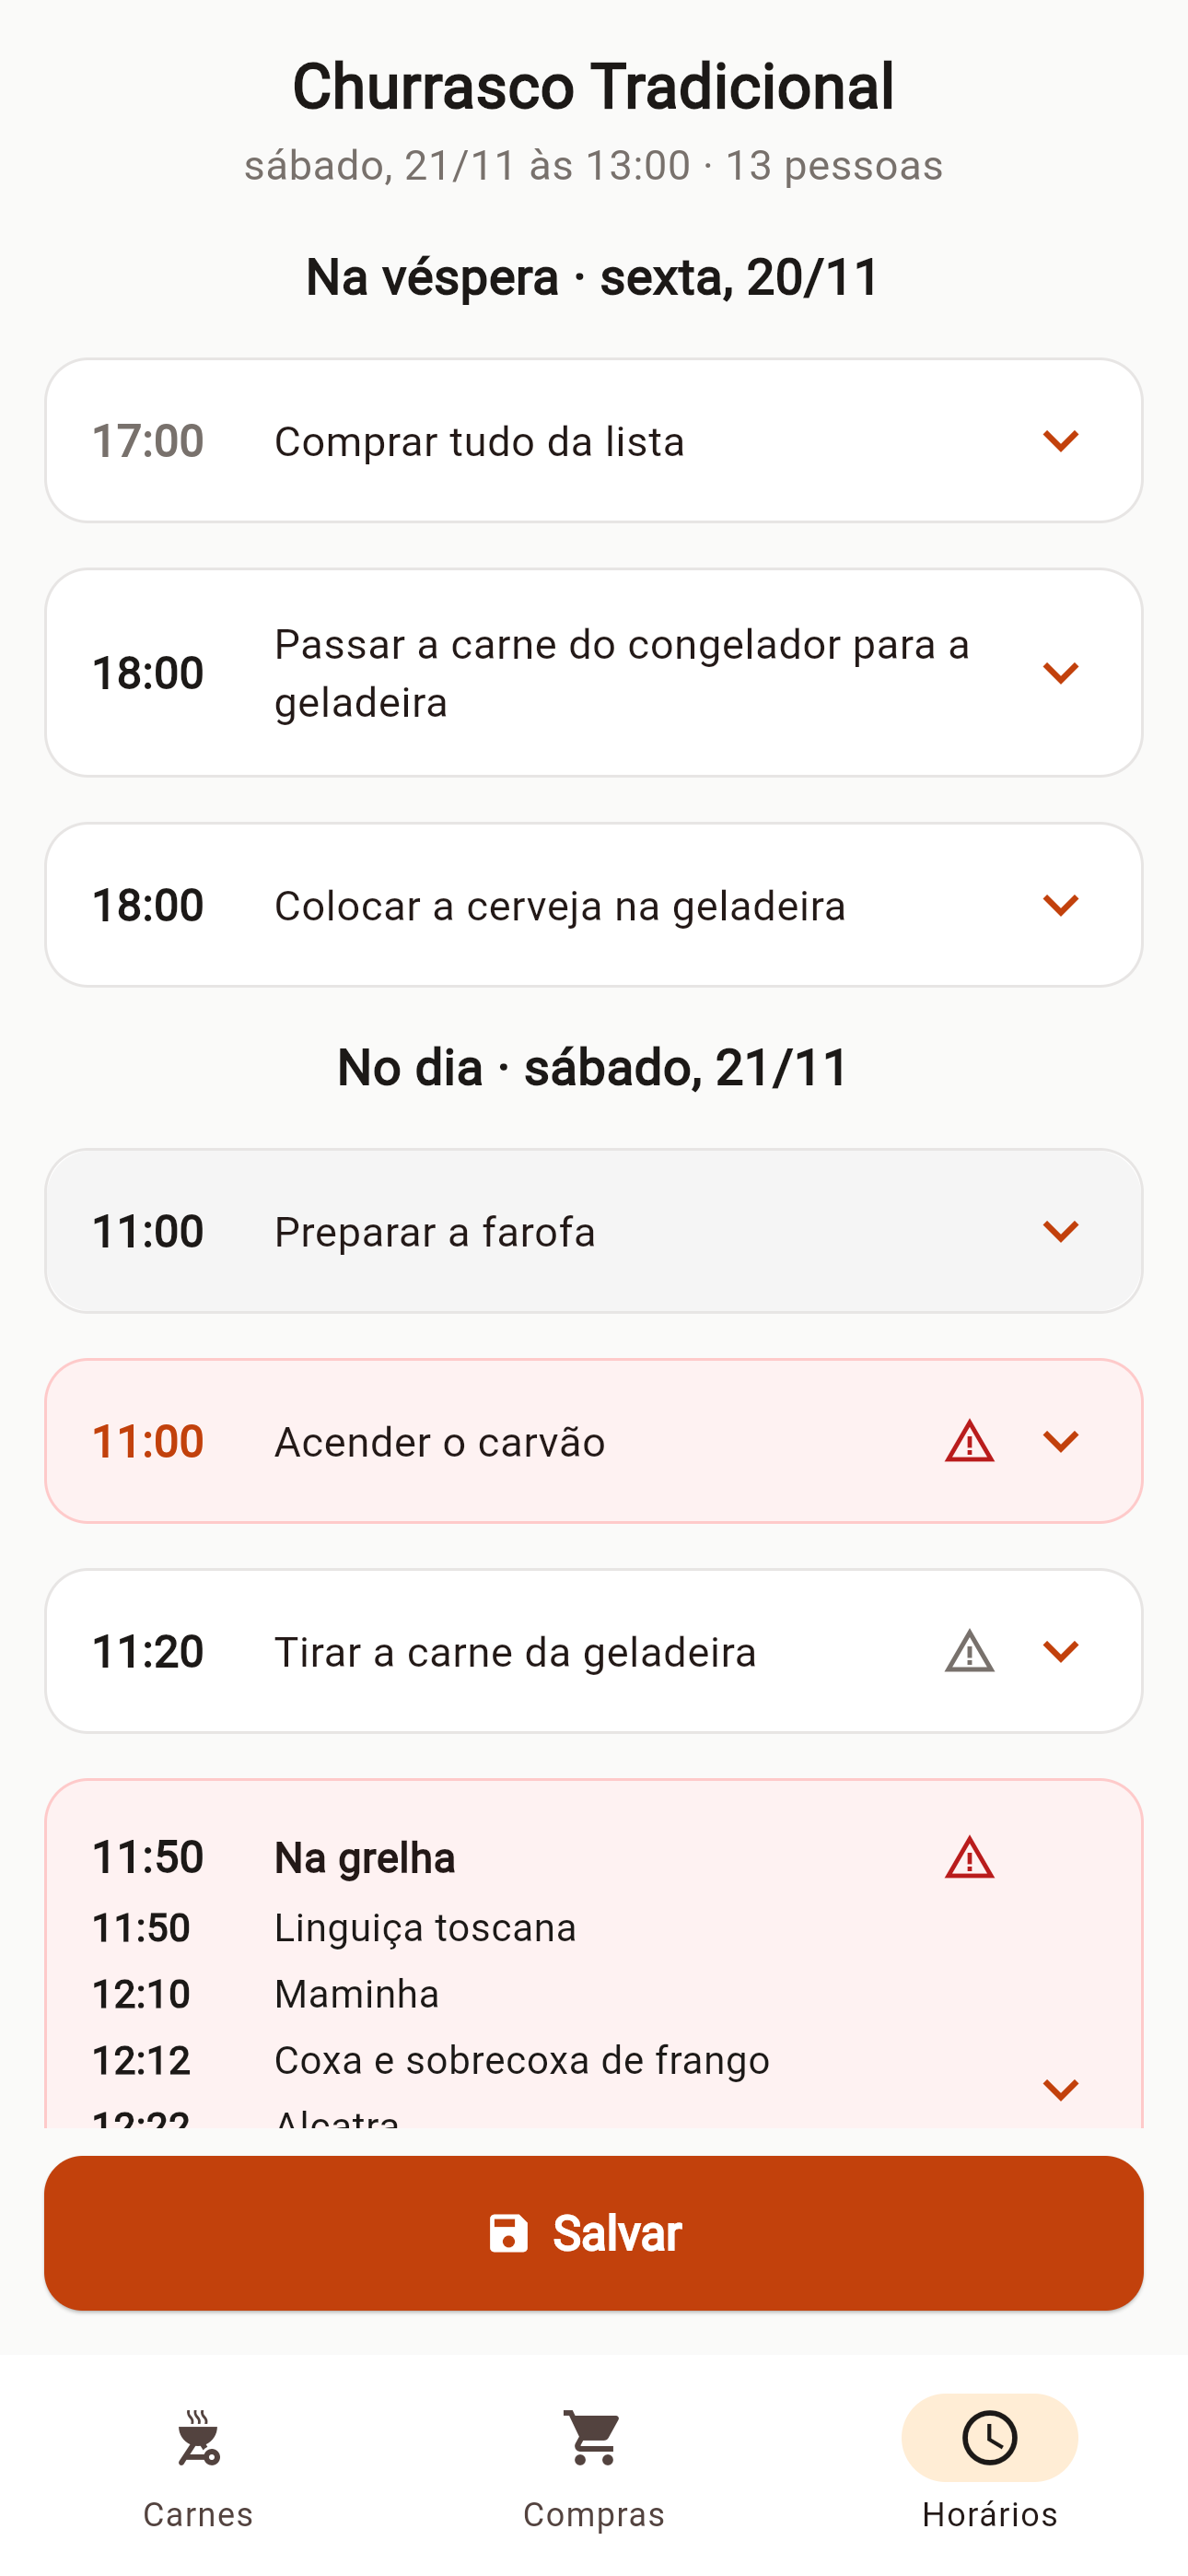 Churrasco Tradicional
sábado, 21/11 às 13:00 · 13 pessoas
Na véspera · sexta, 20/11
17:00 Comprar tudo da lista
18:00 Passar a carne do congelador para a
geladeira
18:00 Colocar a cerveja na geladeira
No dia · sábado, 21/11
11:00 Preparar a farofa
11:00 Acender o carvão
11:20 Tirar a carne da geladeira
11:50 Na grelha
11:50 Linguiça toscana
12:10 Maminha
12:12 Coxa e sobrecoxa de frango
12:22 Alcatra
Salvar
Carnes
Compras
Horários